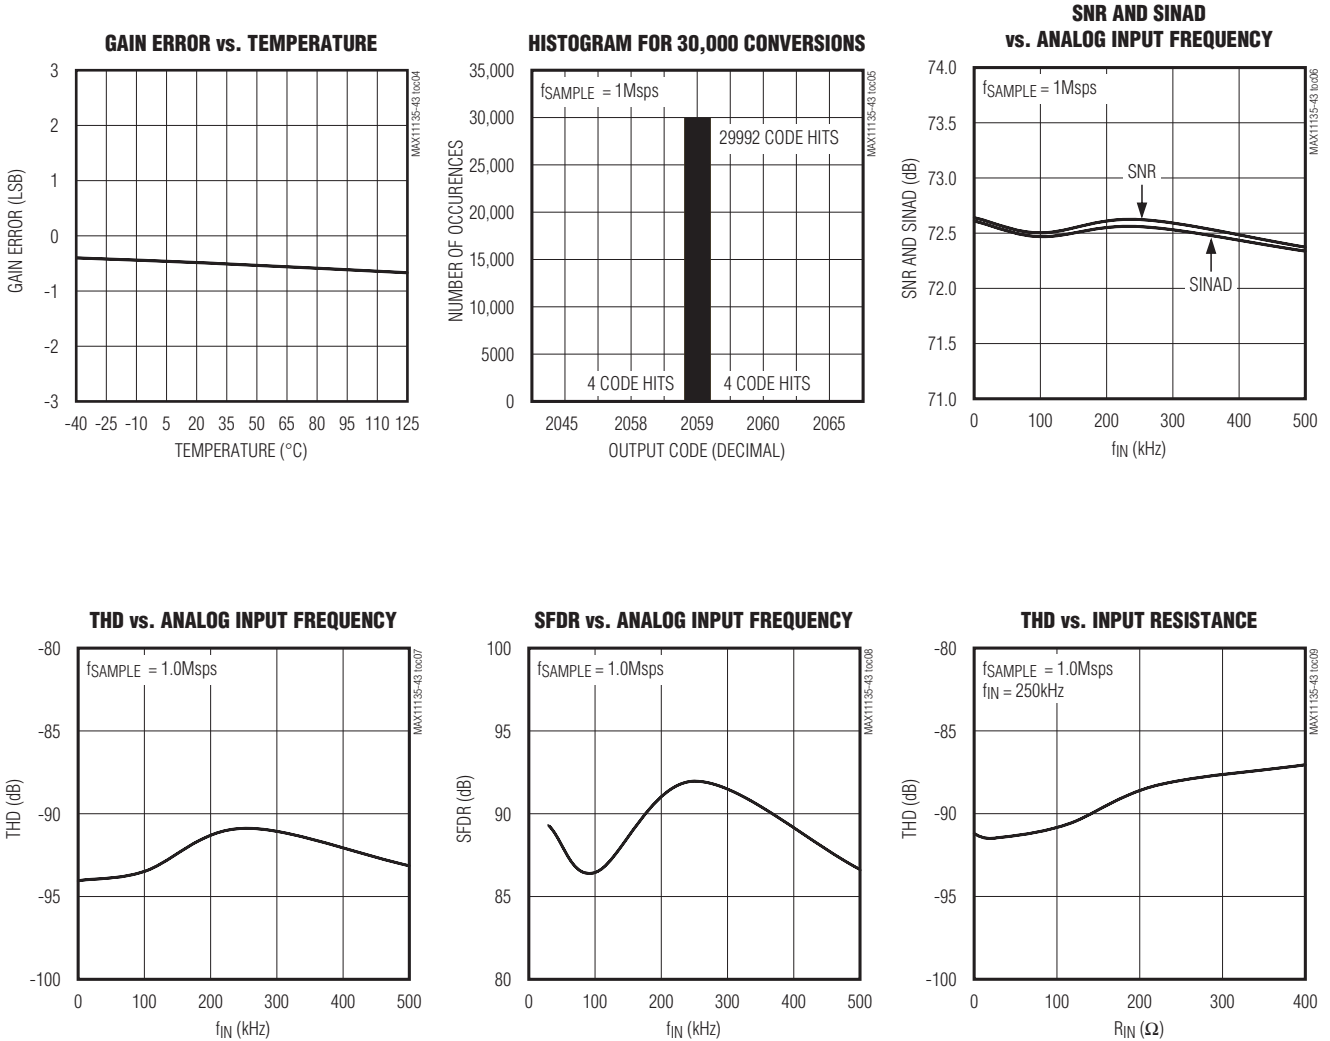 GAIN ERROR vs. TEMPERATURE
MAX11135-43 toc04
GAIN ERROR (LSB)
3
2
1
0
-1
-2
-3
-40 -25 -10 5 20 35 50 65 80 95 110 125
TEMPERATURE (°C)
HISTOGRAM FOR 30,000 CONVERSIONS
MAX11135-43 toc05
fSAMPLE = 1Msps
NUMBER OF OCCURENCES
35,000
30,000
25,000
20,000
15,000
10,000
5000
0
29992 CODE HITS
4 CODE HITS
4 CODE HITS
2045 2058 2059 2060 2065
OUTPUT CODE (DECIMAL)
SNR AND SINAD
vs. ANALOG INPUT FREQUENCY
MAX11135-43 toc06
fSAMPLE = 1Msps
SNR AND SINAD (dB)
74.0
73.5
73.0
72.5
72.0
71.5
71.0
SNR
SINAD
0 100 200 300 400 500
fIN (kHz)
THD vs. ANALOG INPUT FREQUENCY
MAX11135-43 toc07
fSAMPLE = 1.0Msps
THD (dB)
-80
-85
-90
-95
-100
0 100 200 300 400 500
fIN (kHz)
SFDR vs. ANALOG INPUT FREQUENCY
MAX11135-43 toc08
fSAMPLE = 1.0Msps
SFDR (dB)
100
95
90
85
80
0 100 200 300 400 500
fIN (kHz)
THD vs. INPUT RESISTANCE
MAX11135-43 toc09
fSAMPLE = 1.0Msps
fIN = 250kHz
THD (dB)
-80
-85
-90
-95
-100
0 100 200 300 400
RIN (Ω)